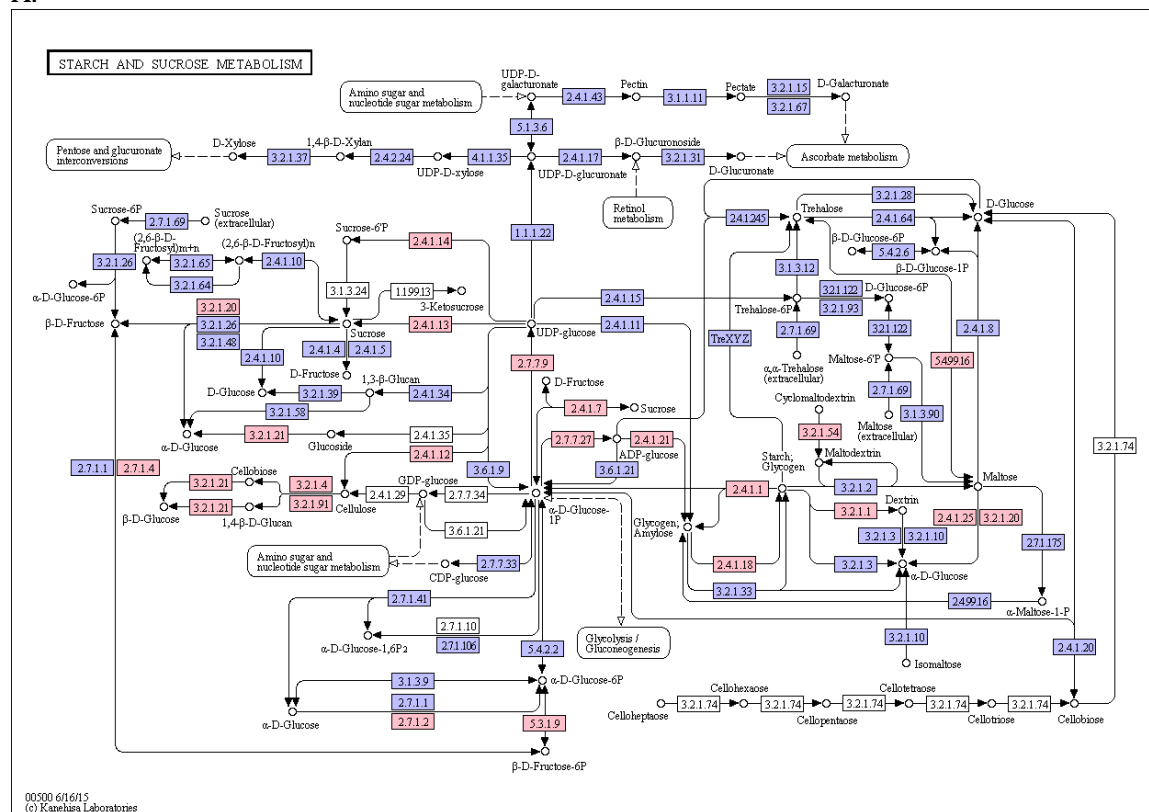 STARCH AND SUCROSE METABOLISM
UDP-D-
galacturonate
Pectin
Pectate
3.2.1.15
D-Galacturonate
Amino sugar and
nucleotide sugar metabolism
2.4.1.43
3.1.1.11
3.2.1.67
5.1.3.6
D-Xylose
1,4-β-D-Xylan
β-D-Glucuronoside
Pentose and glucuronate
interconversions
3.2.1.37
2.4.2.24
4.1.1.35
2.4.1.17
3.2.1.31
Ascorbate metabolism
UDP-D-xylose
UDP-D-glucuronate
D-Glucuronate
Retinol
metabolism
3.2.1.28
Sucrose-6P
2.7.1.69
Sucrose
(extracellular)
Sucrose-6'P
Trehalose
D-Glucose
2.4.1.245
2.4.1.64
(2,6-β-D-
Fructosyl)m+n
(2,6-β-D-Fructosyl)n
2.4.1.14
1.1.1.22
β-D-Glucose-6P
5.4.2.6
β-D-Glucose-1P
3.2.1.26
3.2.1.65
2.4.1.10
3.1.3.12
3.2.1.64
α-D-Glucose-6P
3.1.3.24
1.1.99.13
3-Ketosucrose
3.2.1.122
D-Glucose-6P
2.4.1.15
Trehalose-6P
3.2.1.93
3.2.1.20
β-D-Fructose
3.2.1.26
Sucrose
2.4.1.13
UDP-glucose
2.4.1.11
2.7.1.69
3.2.1.122
2.4.1.8
3.2.1.48
TreXYZ
2.4.1.10
2.4.1.4
2.4.1.5
α,α-Trehalose
(extracellular)
Maltose-6'P
5.4.99.16
D-Fructose
2.7.7.9
D-Fructose
D-Glucose
3.2.1.39
1,3-β-Glucan
2.4.1.34
2.7.1.69
3.2.1.58
2.4.1.7
Sucrose
Cyclomaltodextrin
3.1.3.90
Maltose
(extracellular)
α-D-Glucose
3.2.1.21
Glucoside
2.4.1.35
2.7.7.27
ADP-glucose
2.4.1.21
3.2.1.54
3.2.1.74
2.4.1.12
2.7.1.1
2.7.1.4
3.6.1.9
3.6.1.21
Starch;
Glycogen
Maltodextrin
Maltose
Cellobiose
3.2.1.21
3.2.1.4
GDP-glucose
2.4.1.1
3.2.1.2
3.2.1.21
3.2.1.91
Cellulose
2.4.1.29
2.7.7.34
α-D-Glucose-
1P
Dextrin
β-D-Glucose
1,4-β-D-Glucan
3.2.1.1
2.4.1.25
3.2.1.20
3.6.1.21
Glycogen;
Amylose
3.2.1.3
3.2.1.10
2.7.1.175
Amino sugar and
nucleotide sugar metabolism
2.7.7.33
CDP-glucose
2.4.1.18
3.2.1.3
α-D-Glucose
3.2.1.33
2.7.1.41
2.4.99.16
α-Maltose-1-P
2.7.1.10
2.7.1.106
α-D-Glucose-1,6P2
5.4.2.2
Glycolysis /
Gluconeogenesis
3.2.1.10
2.4.1.20
Isomaltose
3.1.3.9
α-D-Glucose-6P
2.7.1.1
α-D-Glucose
2.7.1.2
5.3.1.9
Cellohexaose
Cellotetraose
3.2.1.74
3.2.1.74
3.2.1.74
3.2.1.74
3.2.1.74
Celloheptaose
Cellopentaose
Cellotriose
Cellobiose
β-D-Fructose-6P
00500 6/16/15
(c) Kanehisa Laboratories